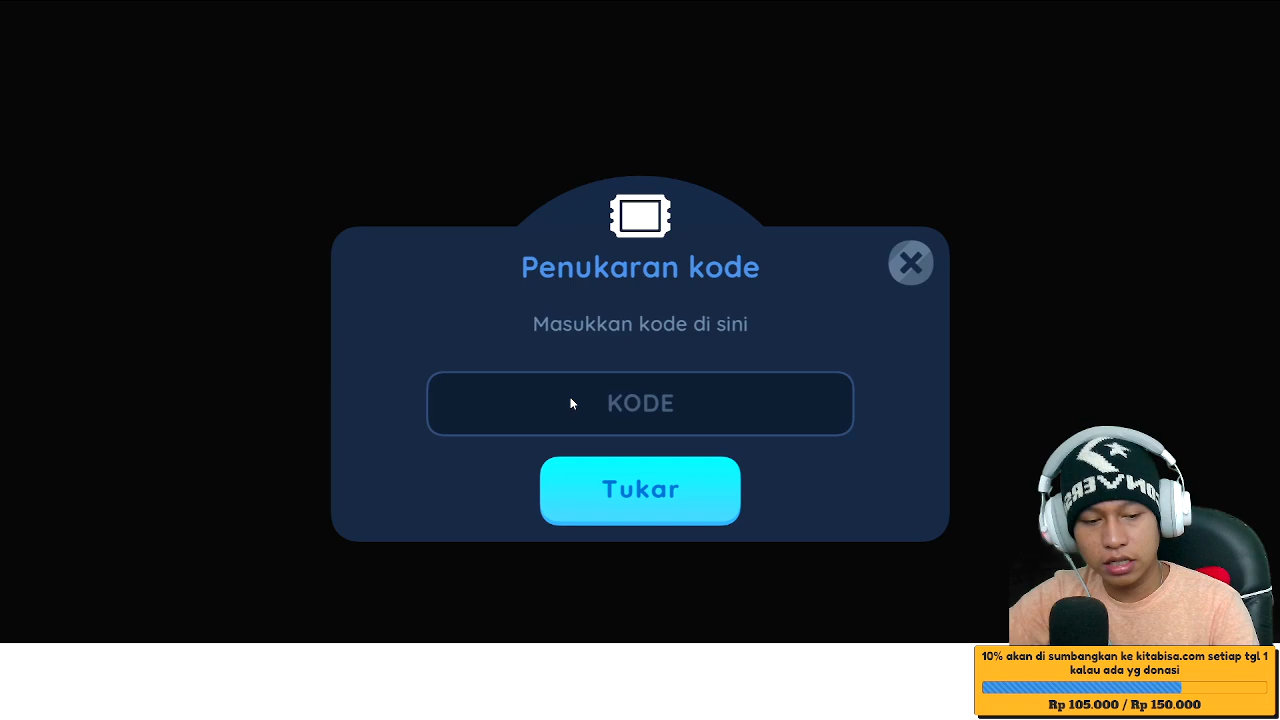 Penukaran kode
Masukkan kode di sini
KODE
Tukar
CONVERS
10% akan di sumbangkan ke kitabisa.com setiap tgl 1
kalau ada yg donasi
Rp 105.000 / Rp 150.000